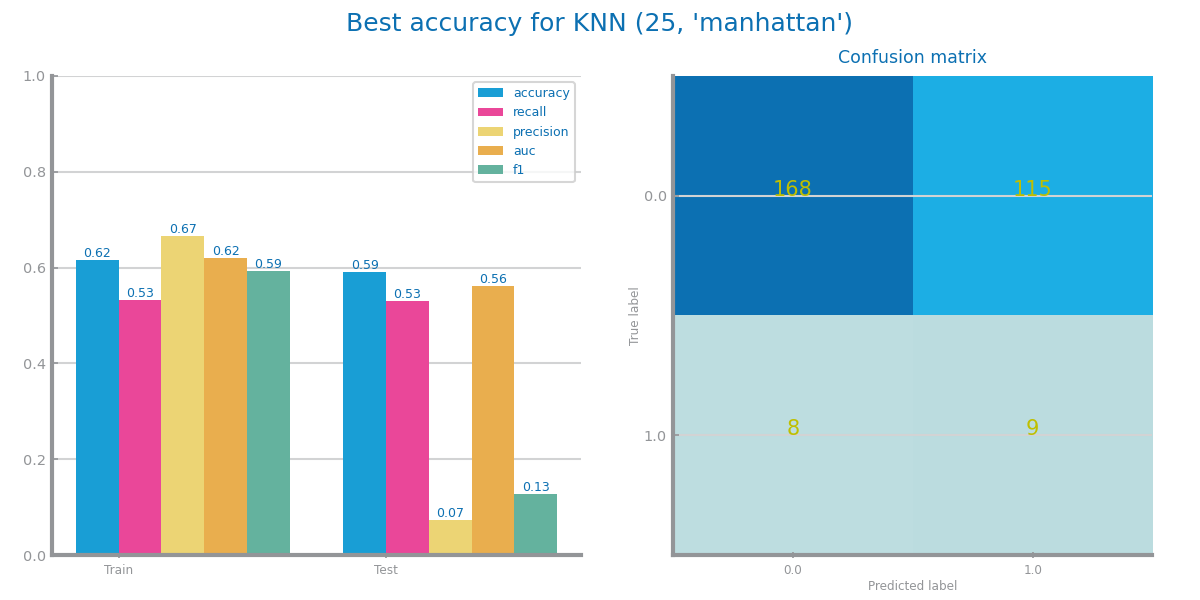 Best accuracy for KNN (25, 'manhattan')
1.0
0.8
0.6
0.4
0.2
0.0
accuracy
recall
precision
auc
f1
0.62
0.53
0.67
0.62
0.59
0.59
0.53
0.07
0.56
0.13
Train
Test
Confusion matrix
True label
0.0
1.0
168
115
8
9
0.0
1.0
Predicted label